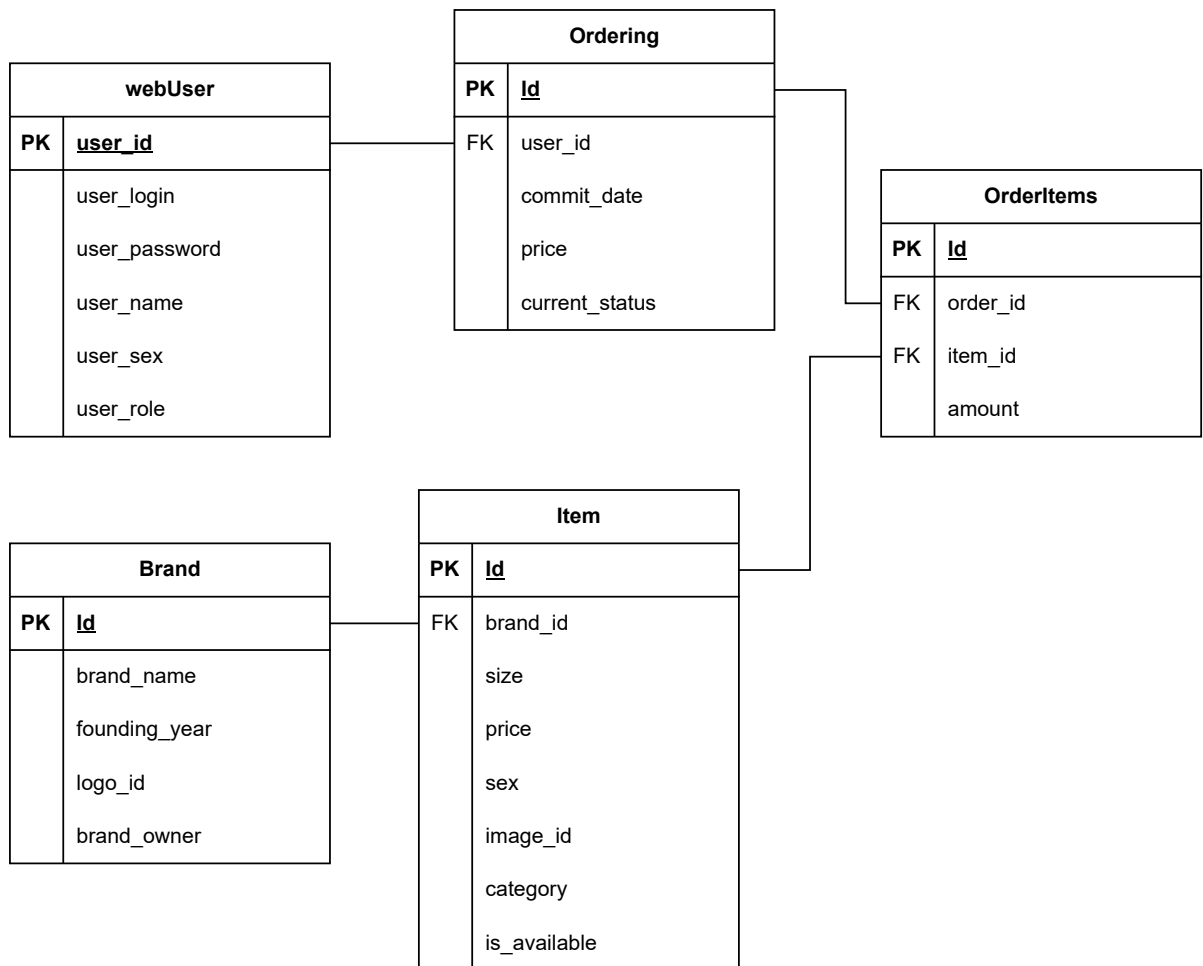 webUser
PK user_id
user_login
user_password
user_name
user_sex
user_role
Ordering
PK Id
FK user_id
commit_date
price
current_status
OrderItems
PK Id
FK order_id
FK item_id
amount
Brand
PK Id
brand_name
founding_year
logo_id
brand_owner
Item
PK Id
FK brand_id
size
price
sex
image_id
category
is_available